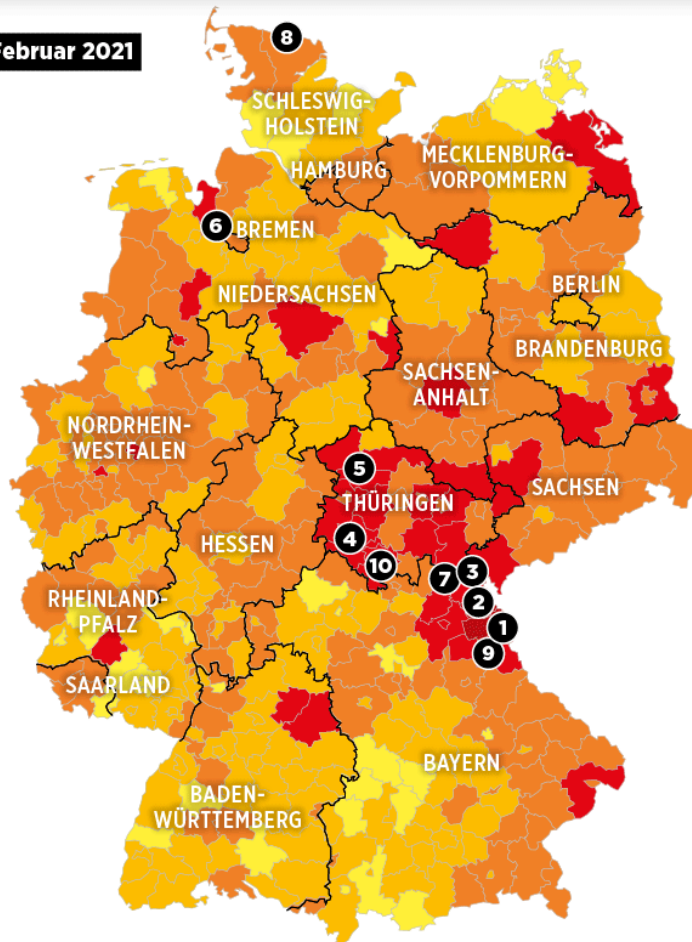 Februar 2021
8
SCHLESWIG-
HOLSTEIN
HAMBURG
MECKLENBURG-
VORPOMMERN
6
BREMEN
NIEDERSACHSEN
BERLIN
BRANDENBURG
SACHSEN-
ANHALT
NORDRHEIN-
WESTFALEN
5
THÜRINGEN
SACHSEN
4
HESSEN
10
7
3
RHEINLAND-
PFALZ
2
1
9
SAARLAND
BAYERN
BADEN-
WÜRTTEMBERG